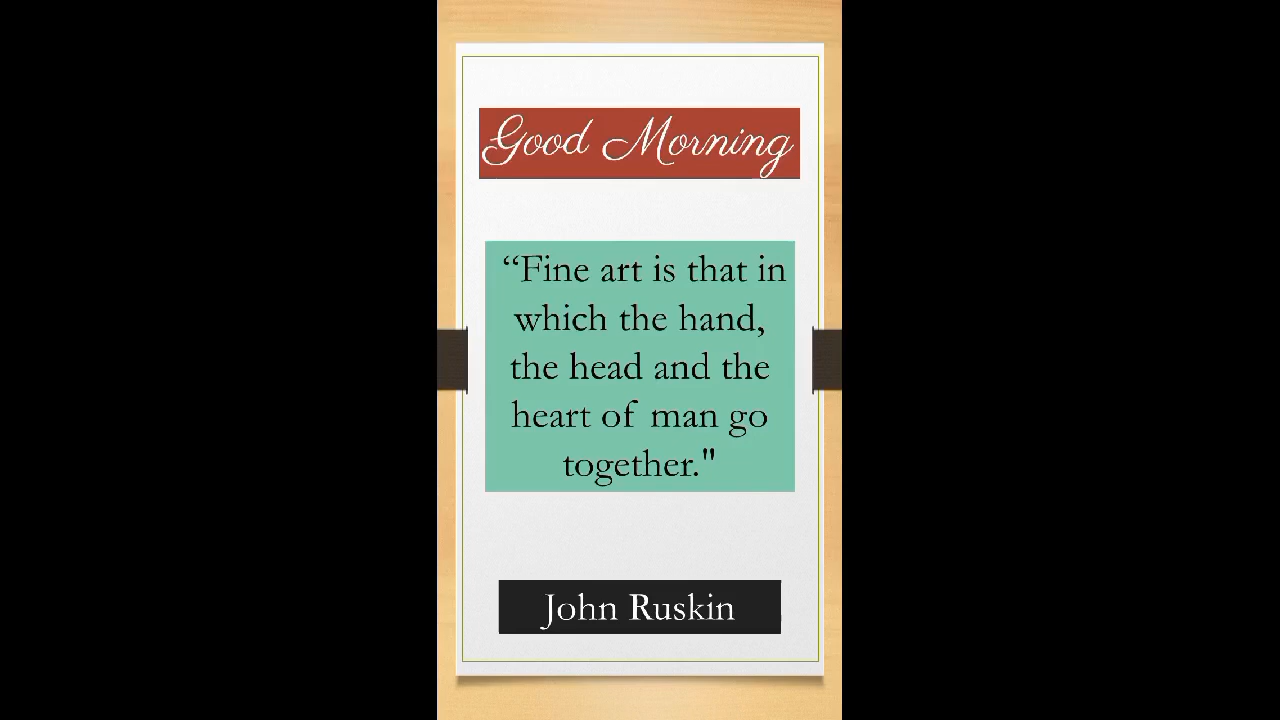 Good Morning
“Fine art is that in
which the hand,
the head and the
heart of man go
together."
John Ruskin